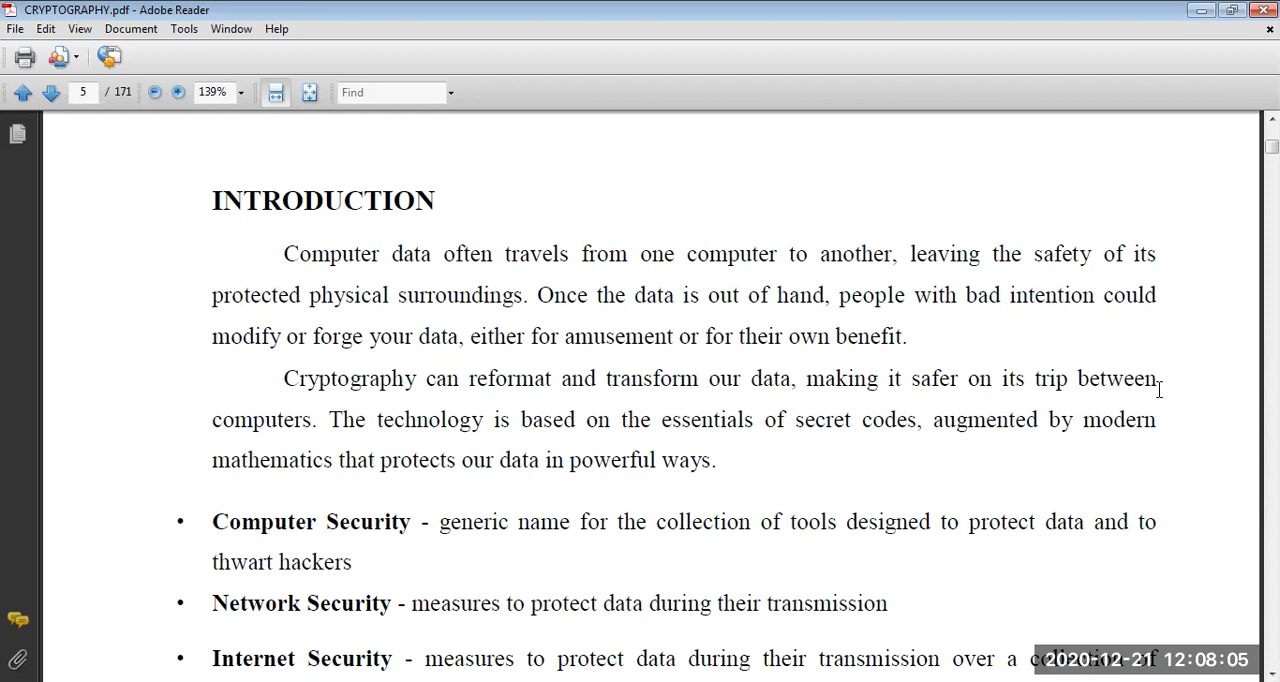 CRYPTOGRAPHY.pdf - Adobe Reader
File Edit View Document Tools Window Help
5 / 171 139% Find
INTRODUCTION
Computer data often travels from one computer to another, leaving the safety of its
protected physical surroundings. Once the data is out of hand, people with bad intention could
modify or forge your data, either for amusement or for their own benefit.
Cryptography can reformat and transform our data, making it safer on its trip between
computers. The technology is based on the essentials of secret codes, augmented by modern
mathematics that protects our data in powerful ways.
• Computer Security - generic name for the collection of tools designed to protect data and to
thwart hackers
• Network Security - measures to protect data during their transmission
• Internet Security - measures to protect data during their transmission over a collection of
2020-12-21 12:08:05